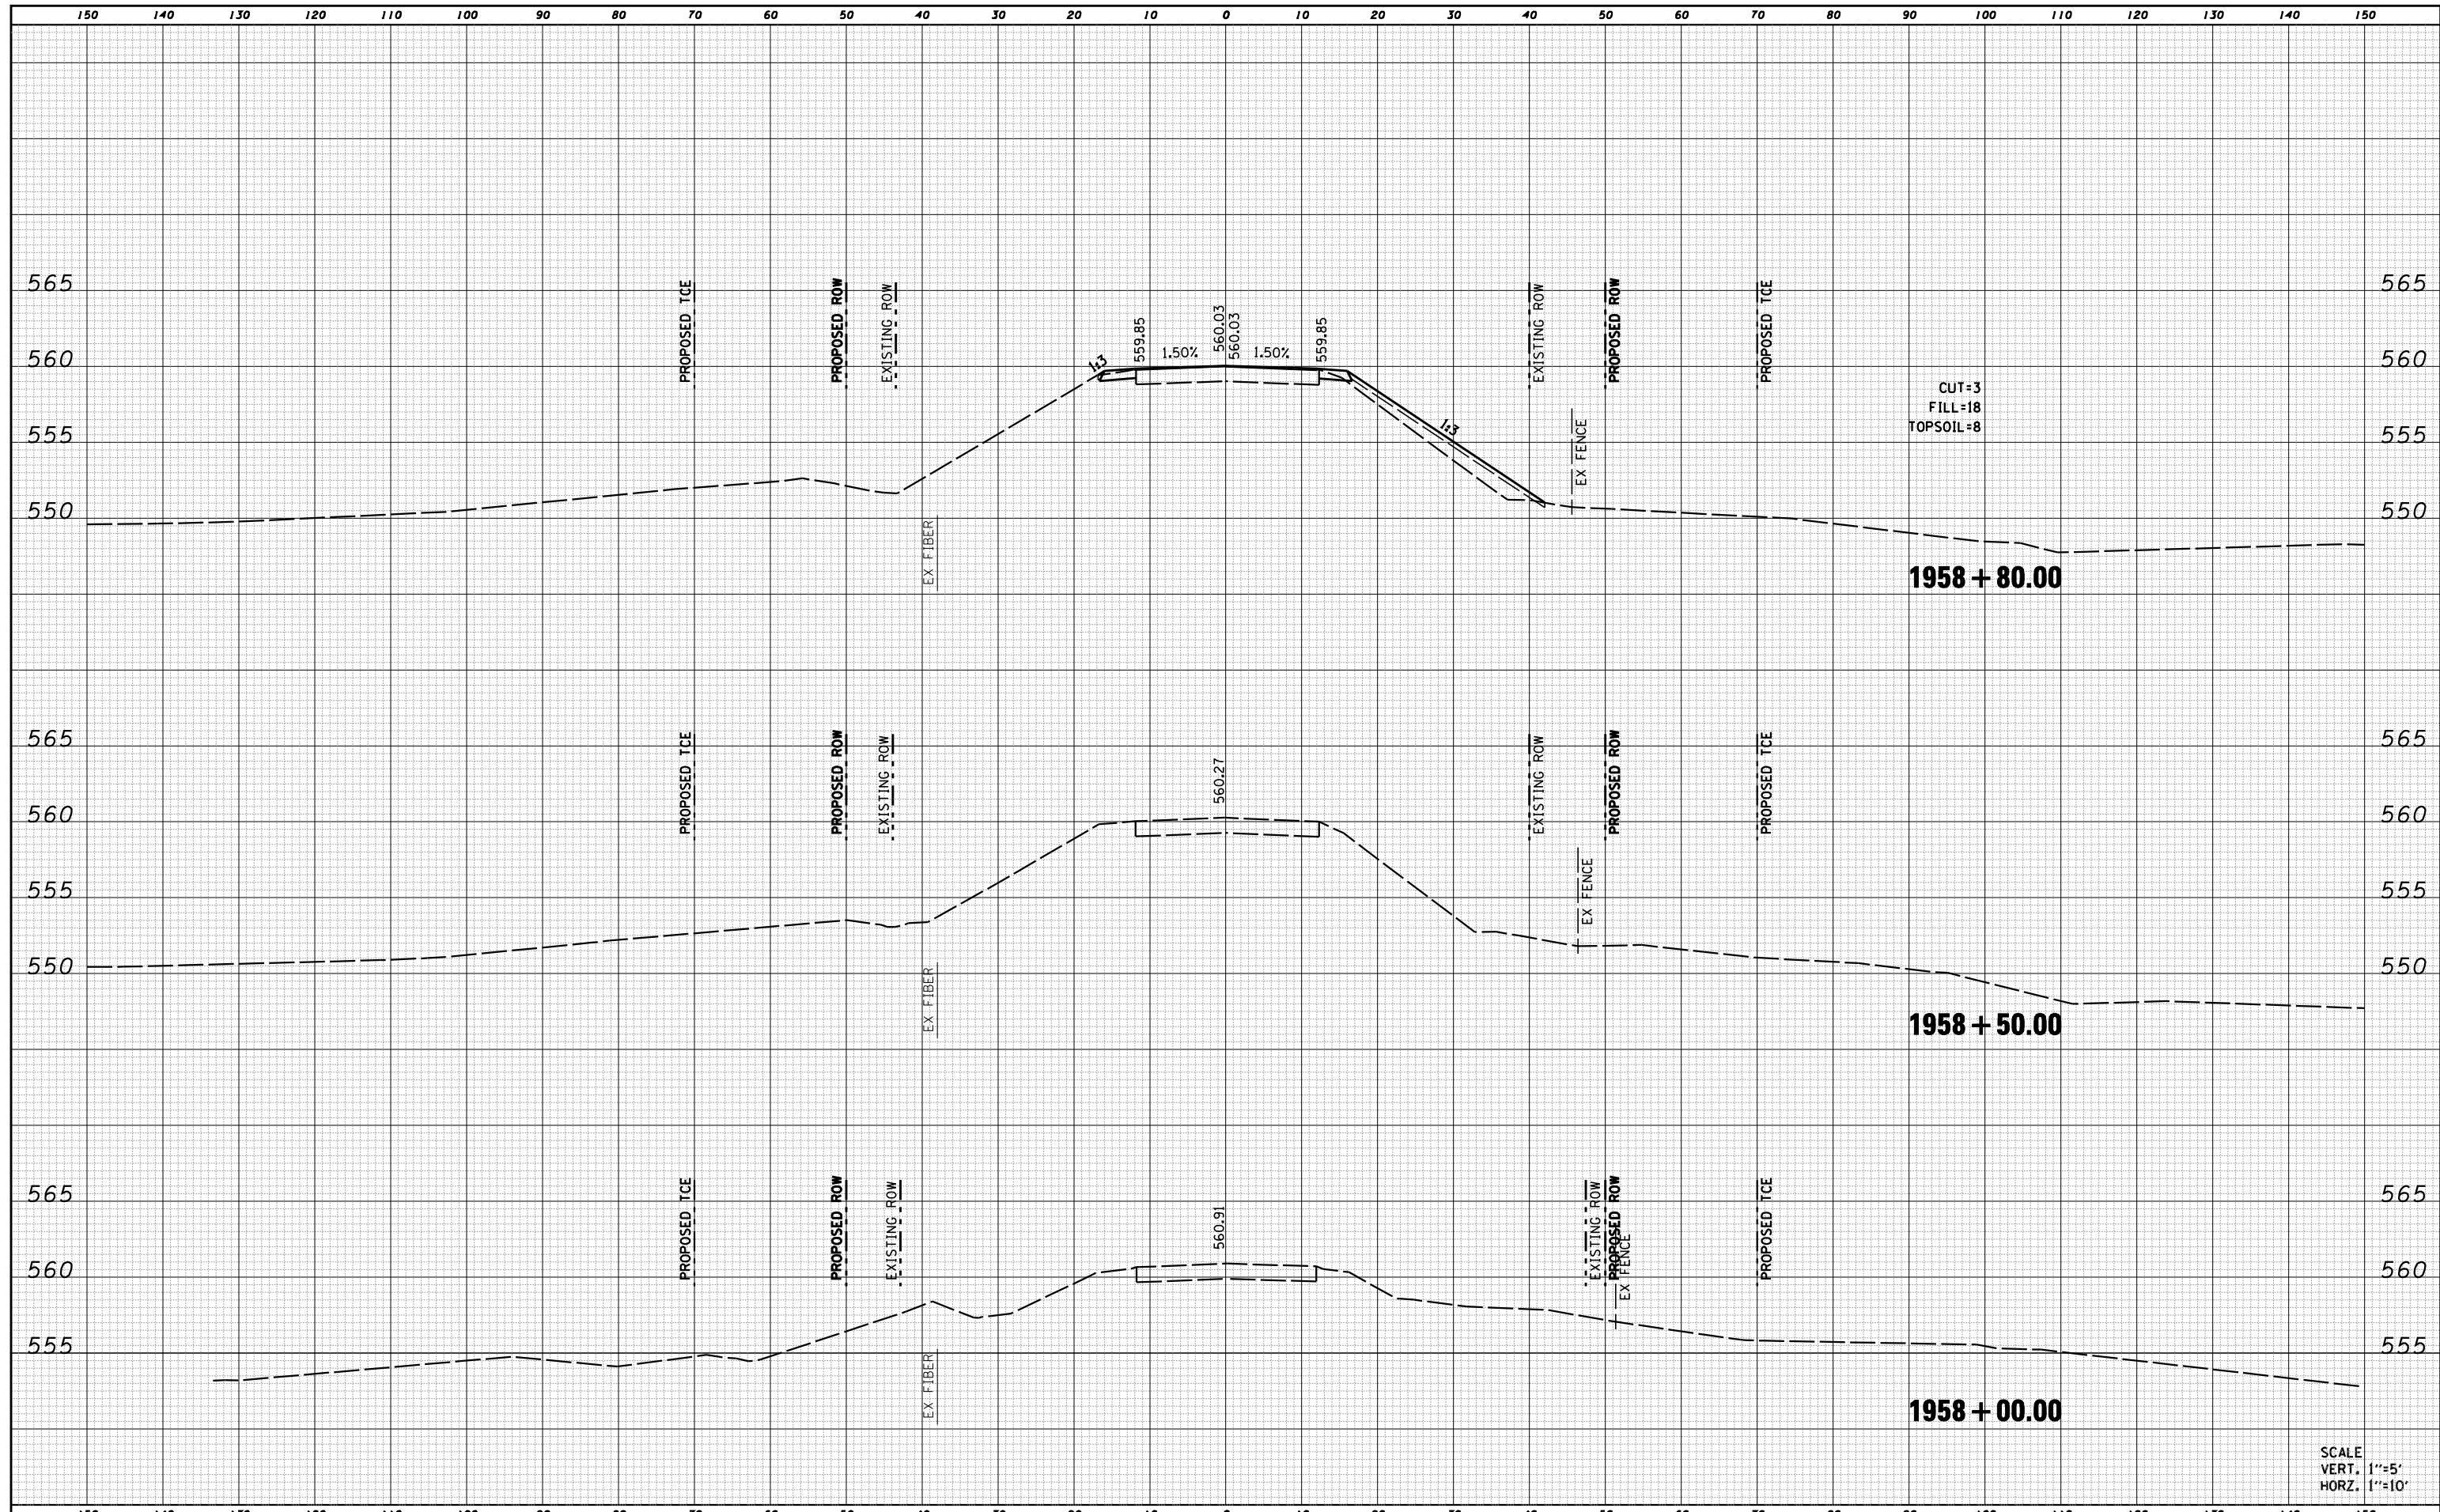 150 140 130 120 110 100 90 80 70 60 50 40 30 20 10 0 10 20 30 40 50 60 70 80 90 100 110 120 130 140 150
565 PROPOSED TCE PROPOSED ROW EXISTING ROW EXISTING ROW PROPOSED ROW PROPOSED TCE 565
559.85 1.50% 560.03 560.03 1.50% 559.85
560 560
1:3
CUT=3
FILL=18
TOPSOIL=8
555 1:3 EX FENCE 555
550 EX FIBER 550
1958 + 80.00
565 PROPOSED TCE PROPOSED ROW EXISTING ROW EXISTING ROW PROPOSED ROW PROPOSED TCE 565
560.27
560 560
555 EX FENCE 555
550 EX FIBER 550
1958 + 50.00
565 PROPOSED TCE PROPOSED ROW EXISTING ROW EXISTING ROW PROPOSED ROW PROPOSED TCE 565
560.91
EX FENCE
560 560
555 EX FIBER 555
1958 + 00.00
SCALE
VERT. 1"=5'
HORZ. 1"=10'